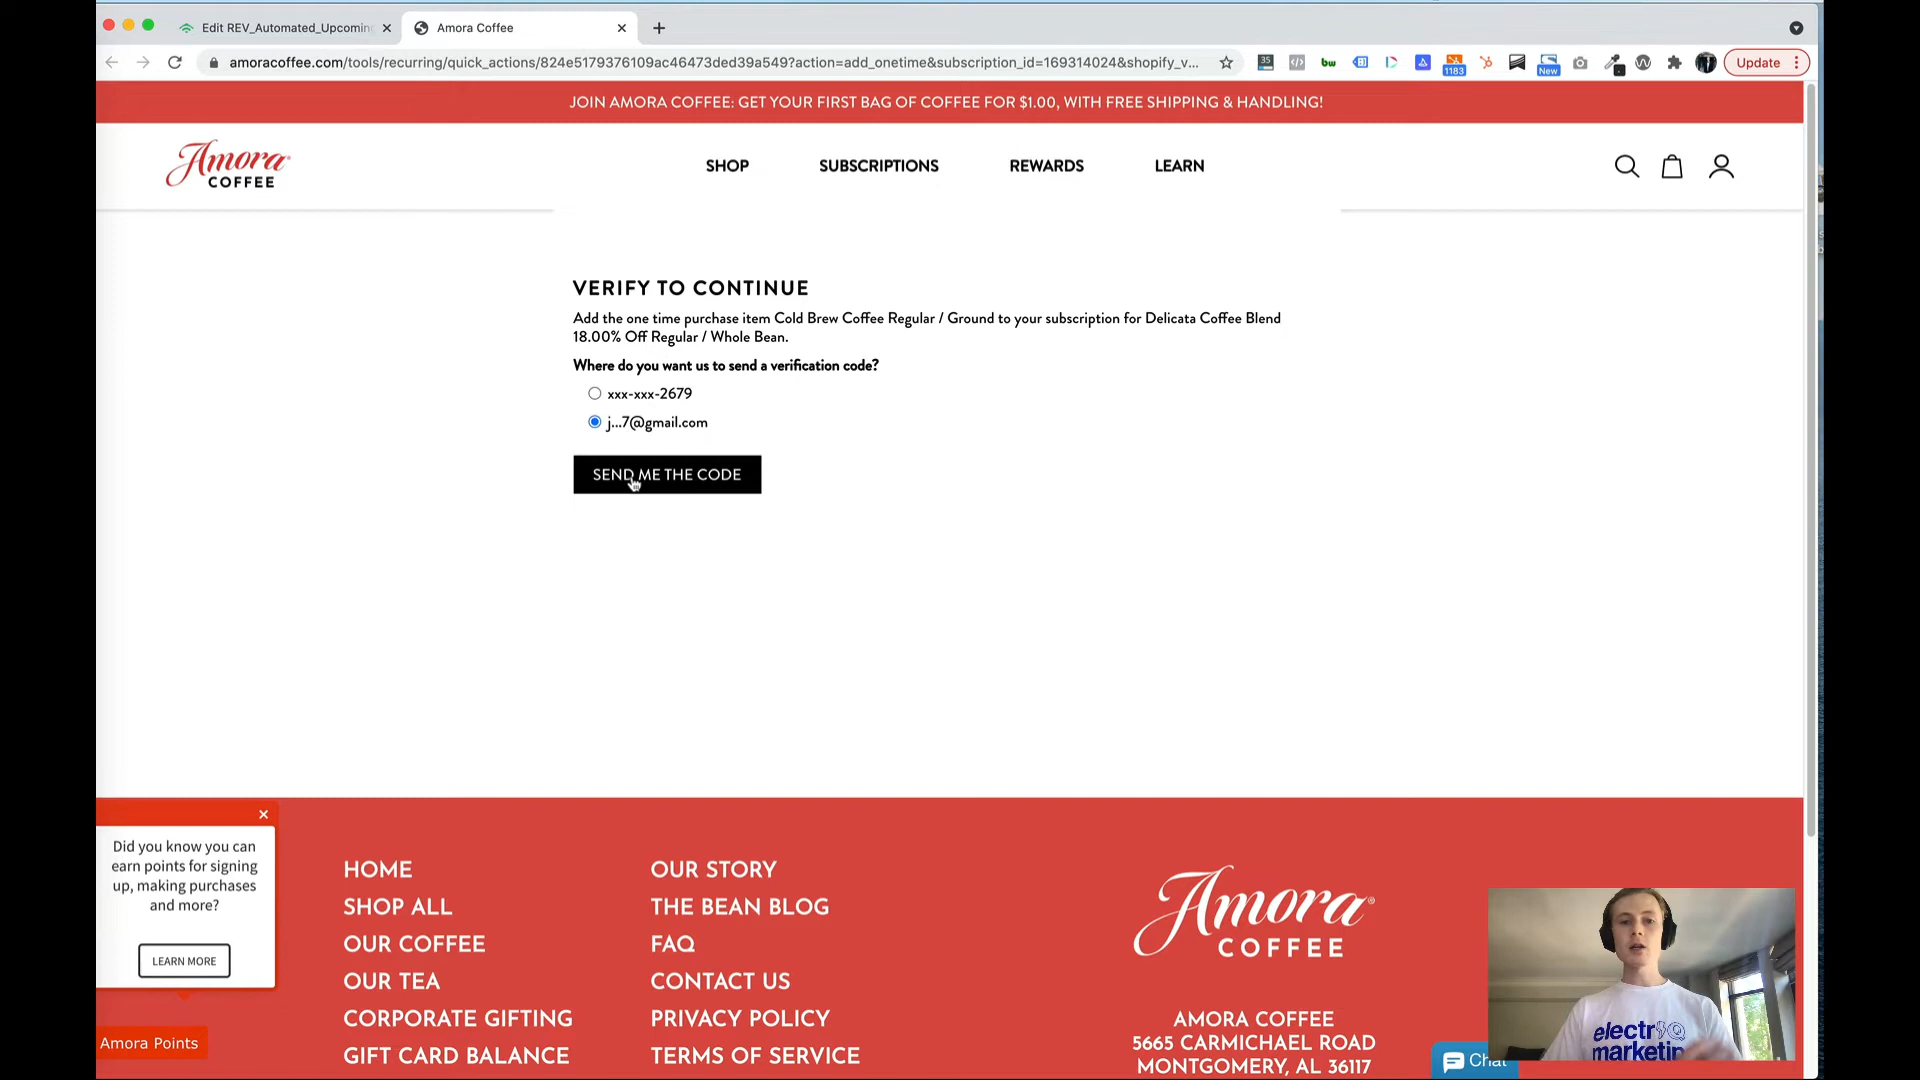 Edit REV_Automated_Upcoming
Amora Coffee
amoracoffee.com/tools/recurring/quick_actions/824e5179376109ac46473ded39a549?action=add_onetime&subscription_id=169314024&shopify_v...
35
bw
1183
New
Update
JOIN AMORA COFFEE: GET YOUR FIRST BAG OF COFFEE FOR $1.00, WITH FREE SHIPPING & HANDLING!
Amora
COFFEE
SHOP
SUBSCRIPTIONS
REWARDS
LEARN
VERIFY TO CONTINUE
Add the one time purchase item Cold Brew Coffee Regular / Ground to your subscription for Delicata Coffee Blend
18.00% Off Regular / Whole Bean.
Where do you want us to send a verification code?
xxx-xxx-2679
j...7@gmail.com
SEND ME THE CODE
Did you know you can
earn points for signing
up, making purchases
and more?
LEARN MORE
Amora Points
HOME
SHOP ALL
OUR COFFEE
OUR TEA
CORPORATE GIFTING
GIFT CARD BALANCE
OUR STORY
THE BEAN BLOG
FAQ
CONTACT US
PRIVACY POLICY
TERMS OF SERVICE
Amora®
COFFEE
AMORA COFFEE
5665 CARMICHAEL ROAD
MONTGOMERY, AL 36117
Chat
electriq
marketing